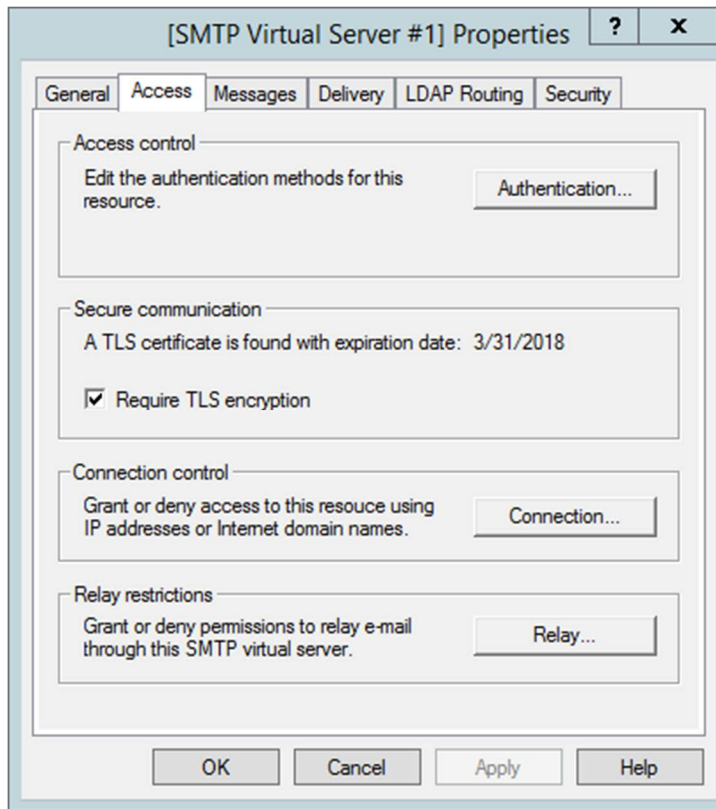 [SMTP Virtual Server #1] Properties
?
x
General
Access
Messages
Delivery
LDAP Routing
Security
Access control
Edit the authentication methods for this
resource.
Authentication...
Secure communication
A TLS certificate is found with expiration date: 3/31/2018
Require TLS encryption
Connection control
Grant or deny access to this resouce using
IP addresses or Internet domain names.
Connection...
Relay restrictions
Grant or deny permissions to relay e-mail
through this SMTP virtual server.
Relay...
OK
Cancel
Apply
Help